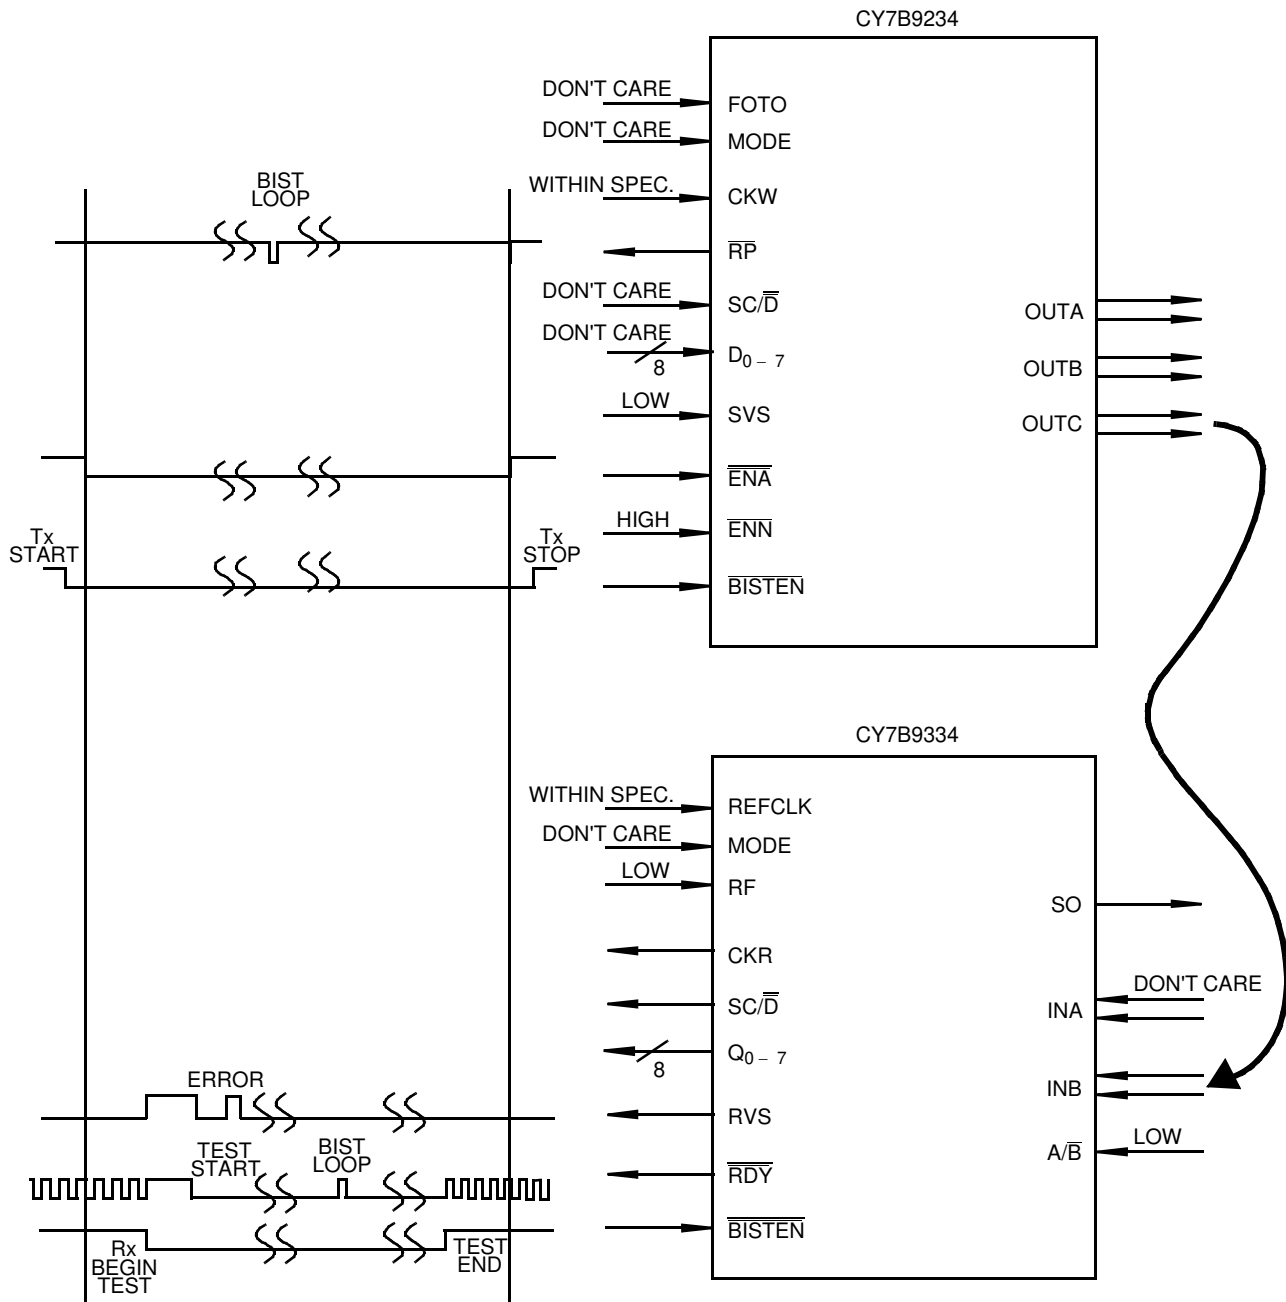 CY7B9234
DON'T CARE
FOTO
DON'T CARE
MODE
BIST
LOOP
WITHIN SPEC.
CKW
RP
DON'T CARE
SC/D
OUTA
DON'T CARE
8
D0 – 7
OUTB
LOW
SVS
OUTC
ENA
Tx
START
Tx
STOP
HIGH
ENN
BISTEN
CY7B9334
WITHIN SPEC.
REFCLK
DON'T CARE
MODE
LOW
RF
SO
CKR
DON'T CARE
SC/D
INA
8
Q0 – 7
ERROR
INB
RVS
TEST
START
BIST
LOOP
LOW
A/B
RDY
Rx
BEGIN
TEST
TEST
END
BISTEN